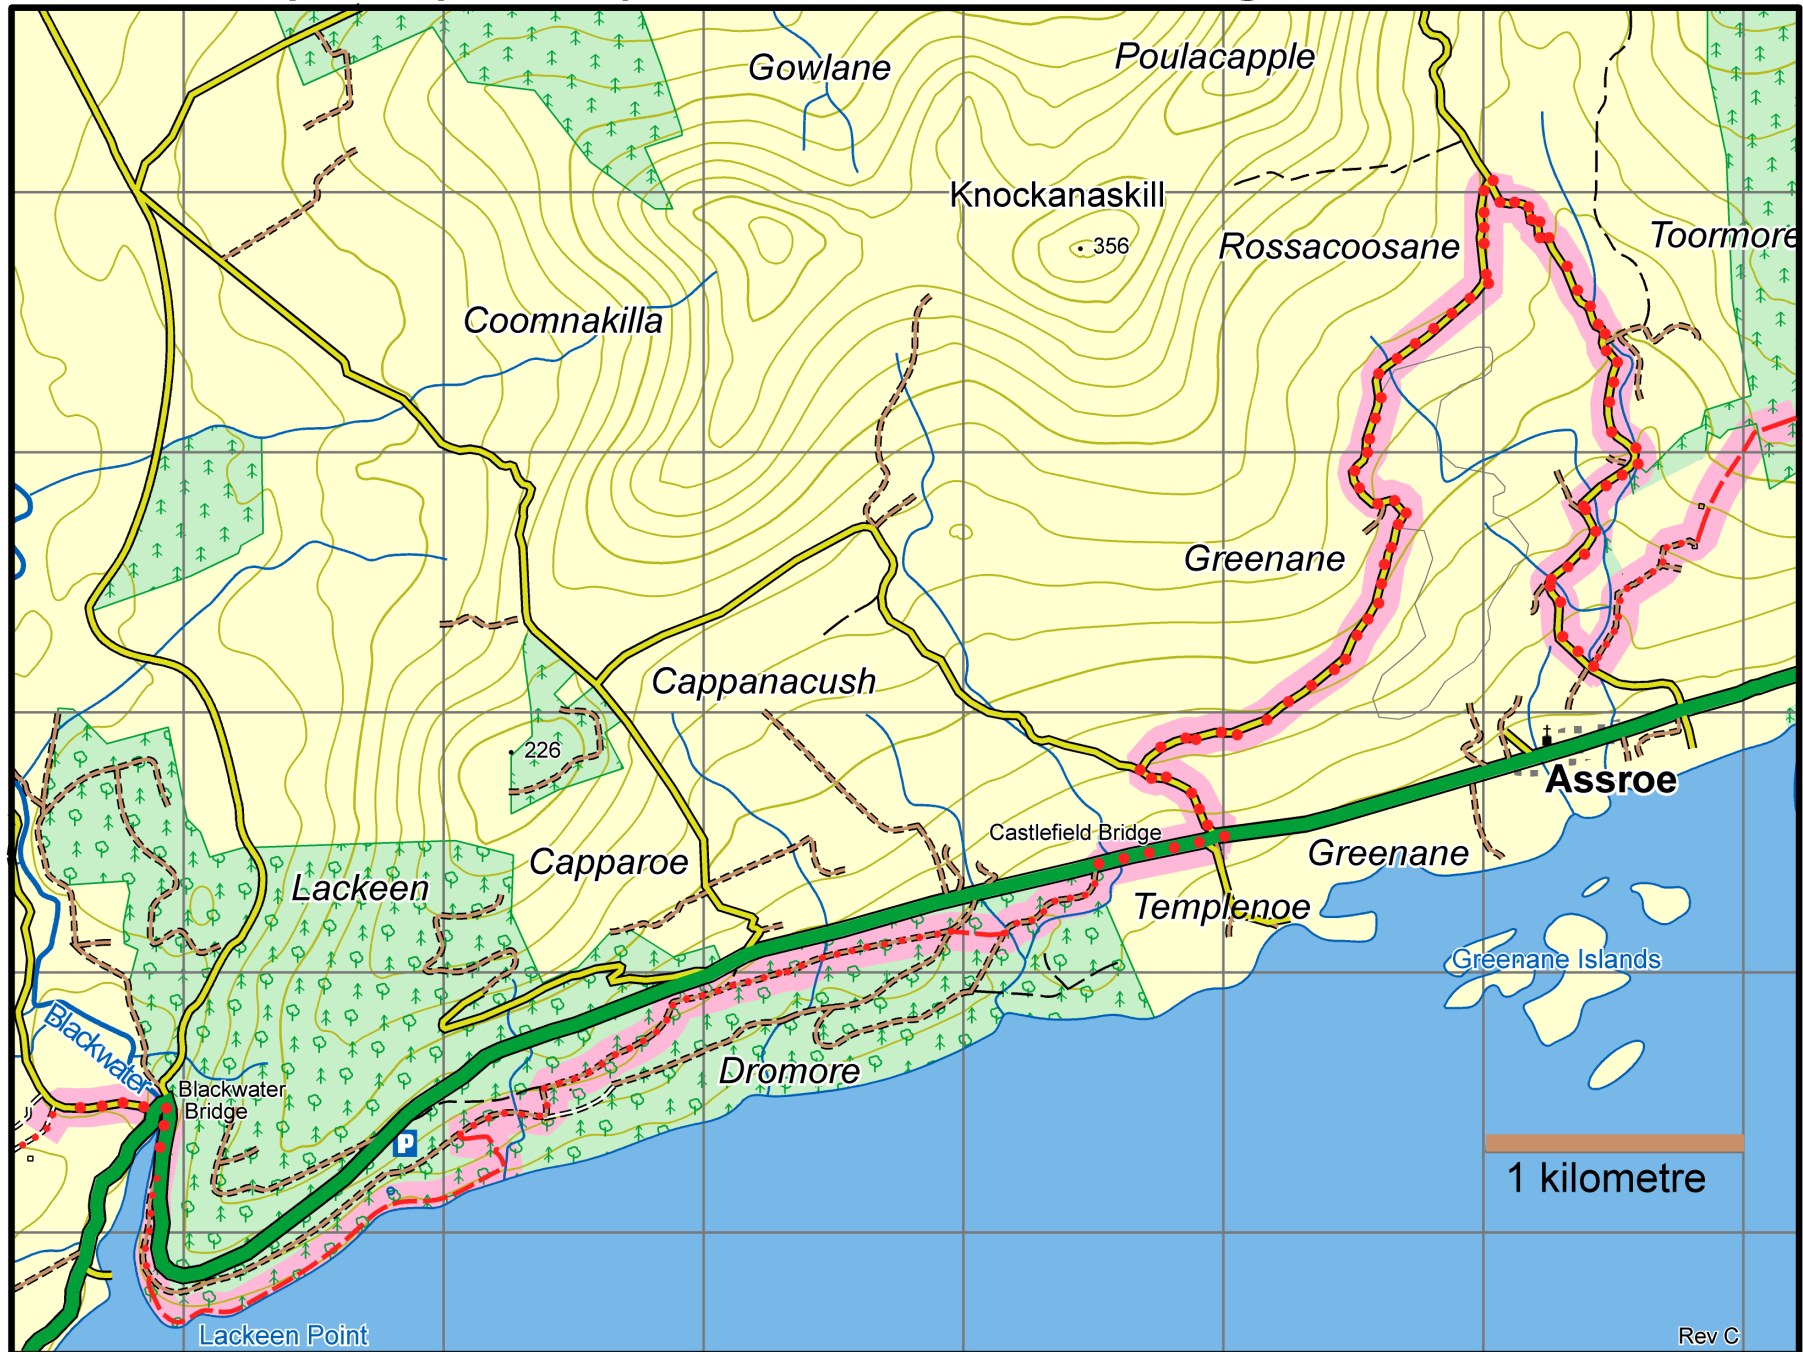 Gowlane
Poulacapple
Knockanaskill
356
Rossacoosane
Toormore
Coomnakilla
Greenane
Cappanacush
226
Assroe
Castlefield Bridge
Capparoe
Greenane
Lackeen
Templenoe
Greenane Islands
Blackwater
Dromore
Blackwater
Bridge
P
1 kilometre
Lackeen Point
Rev C